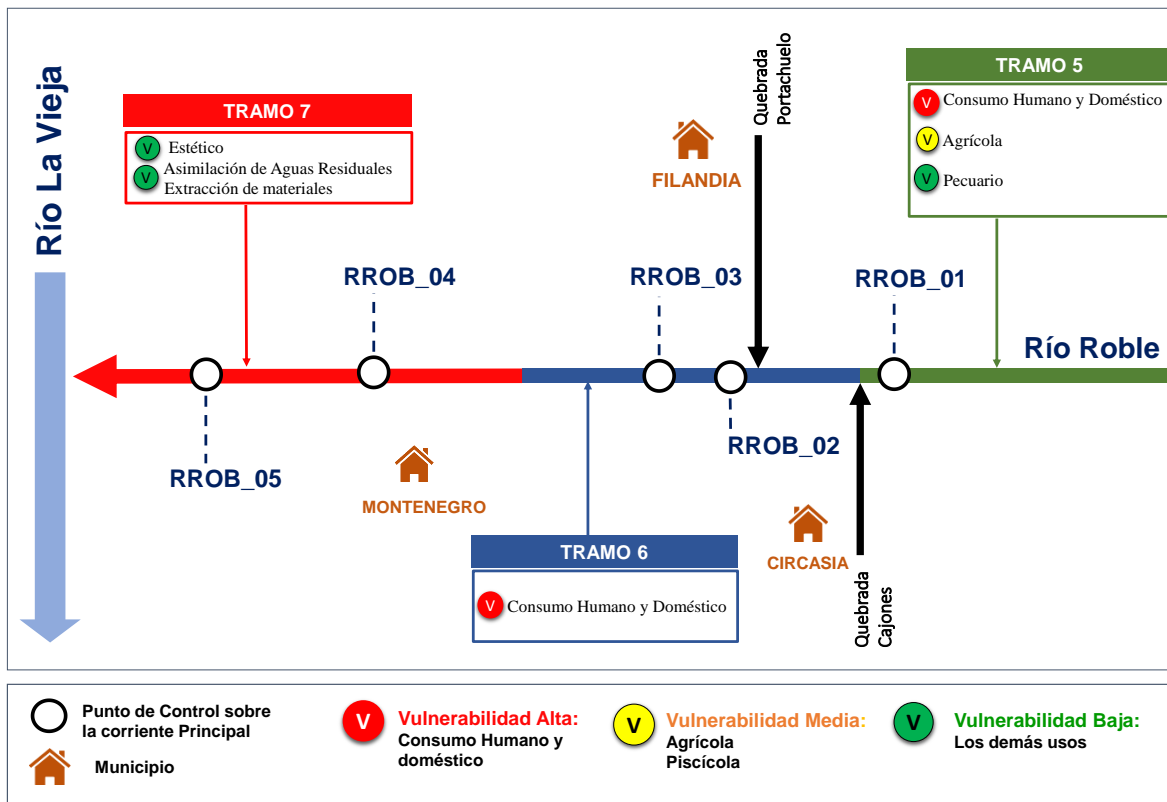 Río La Vieja
TRAMO 7
V Estético
V Asimilación de Aguas Residuales
Extracción de materiales
FILANDIA
Quebrada
Portachuelo
TRAMO 5
V Consumo Humano y Doméstico
V Agrícola
V Pecuario
RROB_04
RROB_03
RROB_01
Río Roble
RROB_05
RROB_02
MONTENEGRO
TRAMO 6
V Consumo Humano y Doméstico
CIRCASIA
Quebrada
Cajones
Punto de Control sobre
la corriente Principal
Municipio
V Vulnerabilidad Alta:
Consumo Humano y
doméstico
V Vulnerabilidad Media:
Agrícola
Piscícola
V Vulnerabilidad Baja:
Los demás usos